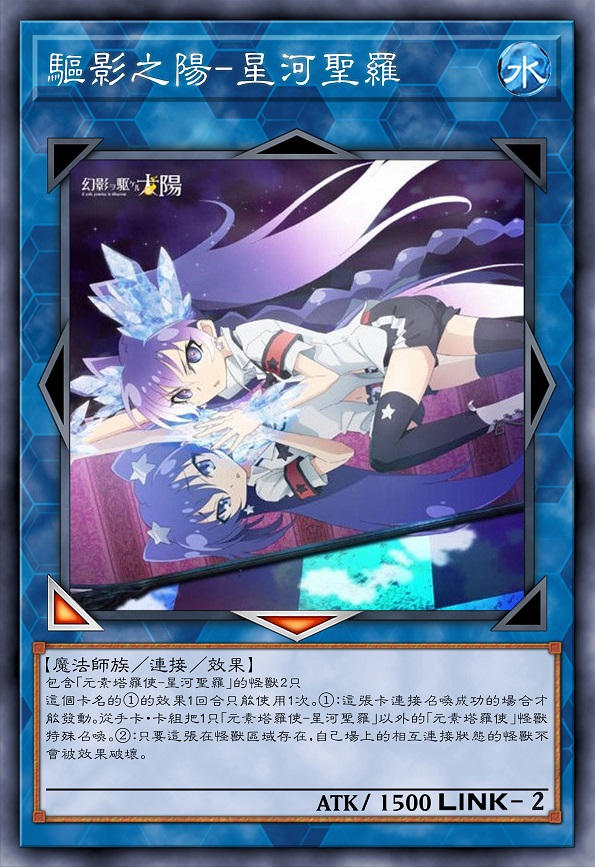 驅影之陽-星河聖羅
水
幻影ヲ駆ケル太陽
【魔法師族／連接／效果】
包含「元素塔羅使-星河聖羅」的怪獸2只
這個卡名的①的效果1回合只能使用1次。①:這張卡連接召喚成功的場合才
能發動。從手卡・卡組把1只「元素塔羅使-星河聖羅」以外的「元素塔羅使」怪獸
特殊召喚。②:只要這張在怪獸區域存在,自己場上的相互連接狀態的怪獸不
會被效果破壞。
ATK/ 1500 LINK- 2